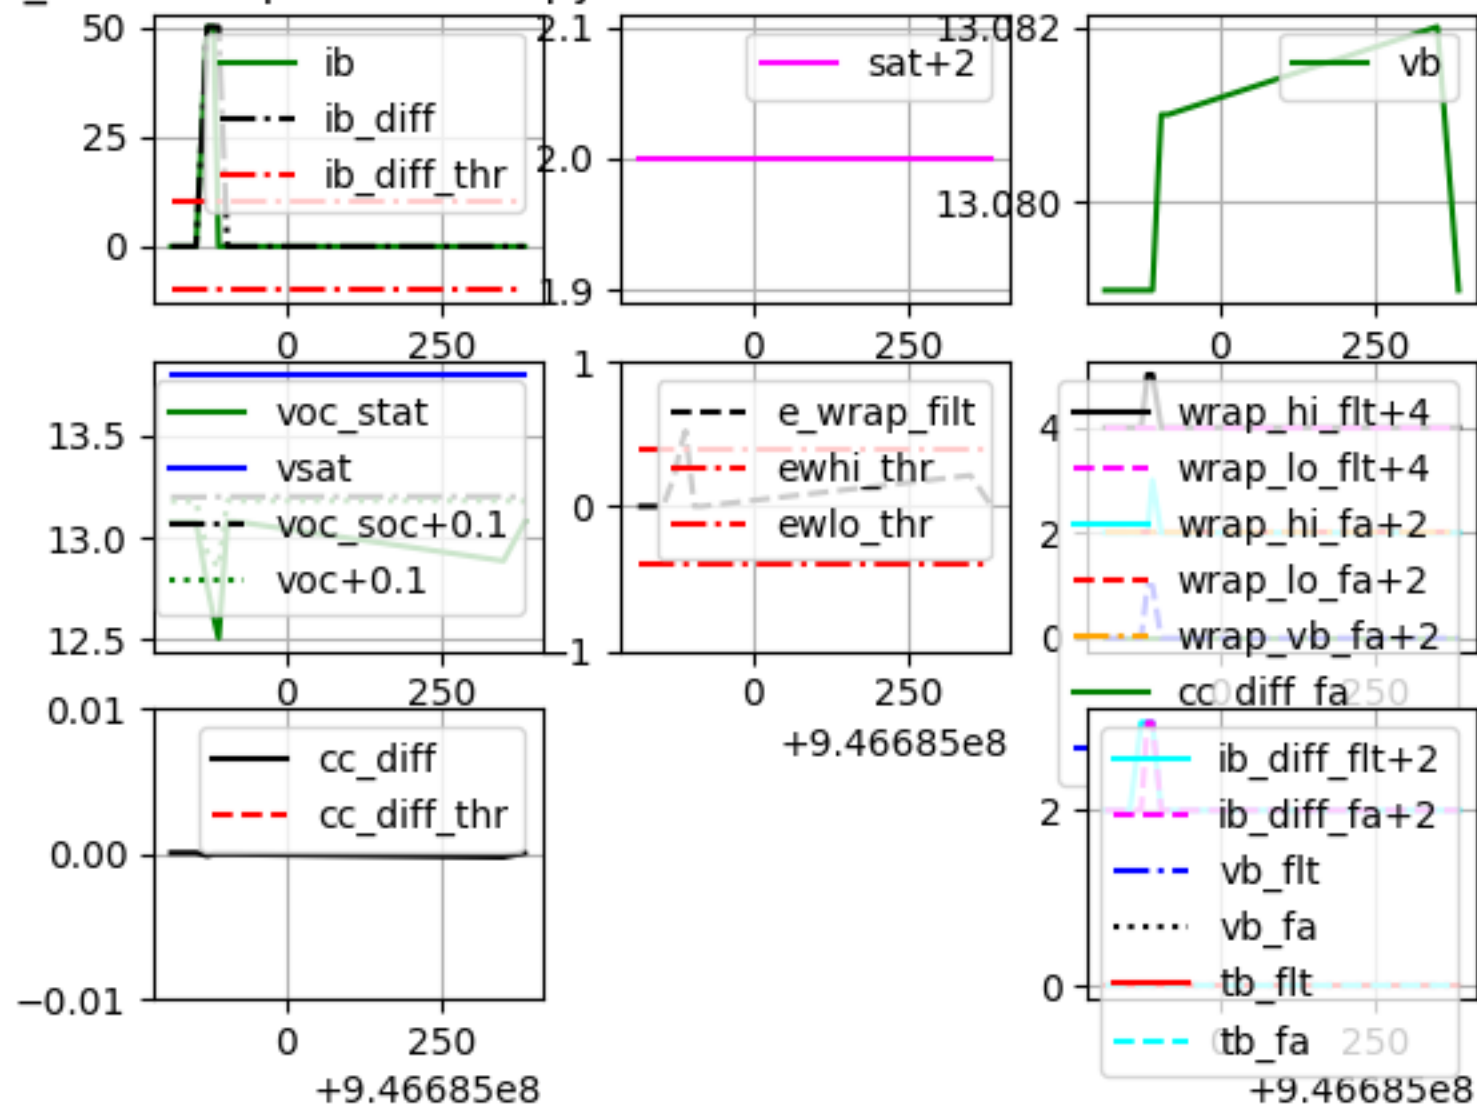 50
25
0
ib
ib_diff
ib_diff_thr
0
250
2.1
2.0
1.9
sat+2
0
250
13.082
13.080
vb
0
250
13.5
13.0
12.5
voc_stat
vsat
voc_soc+0.1
voc+0.1
0
250
1
0
−1
e_wrap_filt
ewhi_thr
ewlo_thr
0
250
+9.46685e8
4
2
0
wrap_hi_flt+4
wrap_lo_flt+4
wrap_hi_fa+2
wrap_lo_fa+2
wrap_vb_fa+2
cc_diff_fa
0
250
0.01
0.00
−0.01
cc_diff
cc_diff_thr
0
250
+9.46685e8
2
0
ib_diff_flt+2
ib_diff_fa+2
vb_flt
vb_fa
tb_flt
tb_fa
0
250
+9.46685e8